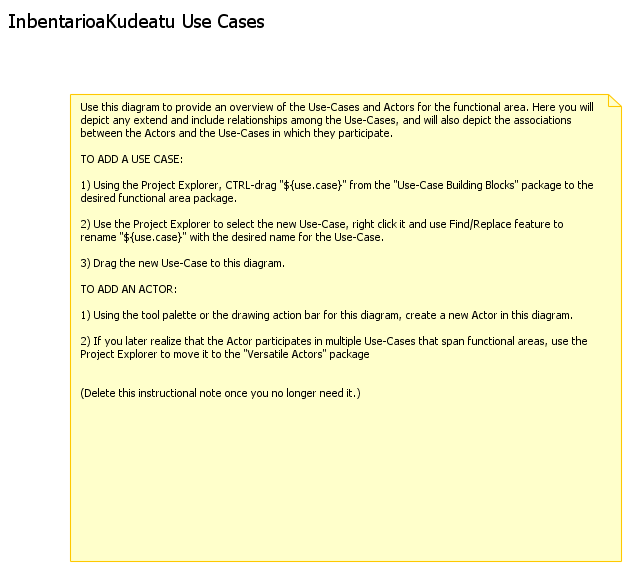 InbentarioaKudeatu Use Cases
Use this diagram to provide an overview of the Use-Cases and Actors for the functional area. Here you will
depict any extend and include relationships among the Use-Cases, and will also depict the associations
between the Actors and the Use-Cases in which they participate.
TO ADD A USE CASE:
1) Using the Project Explorer, CTRL-drag "${use.case}" from the "Use-Case Building Blocks" package to the
desired functional area package.
2) Use the Project Explorer to select the new Use-Case, right click it and use Find/Replace feature to
rename "${use.case}" with the desired name for the Use-Case.
3) Drag the new Use-Case to this diagram.
TO ADD AN ACTOR:
1) Using the tool palette or the drawing action bar for this diagram, create a new Actor in this diagram.
2) If you later realize that the Actor participates in multiple Use-Cases that span functional areas, use the
Project Explorer to move it to the "Versatile Actors" package
(Delete this instructional note once you no longer need it.)